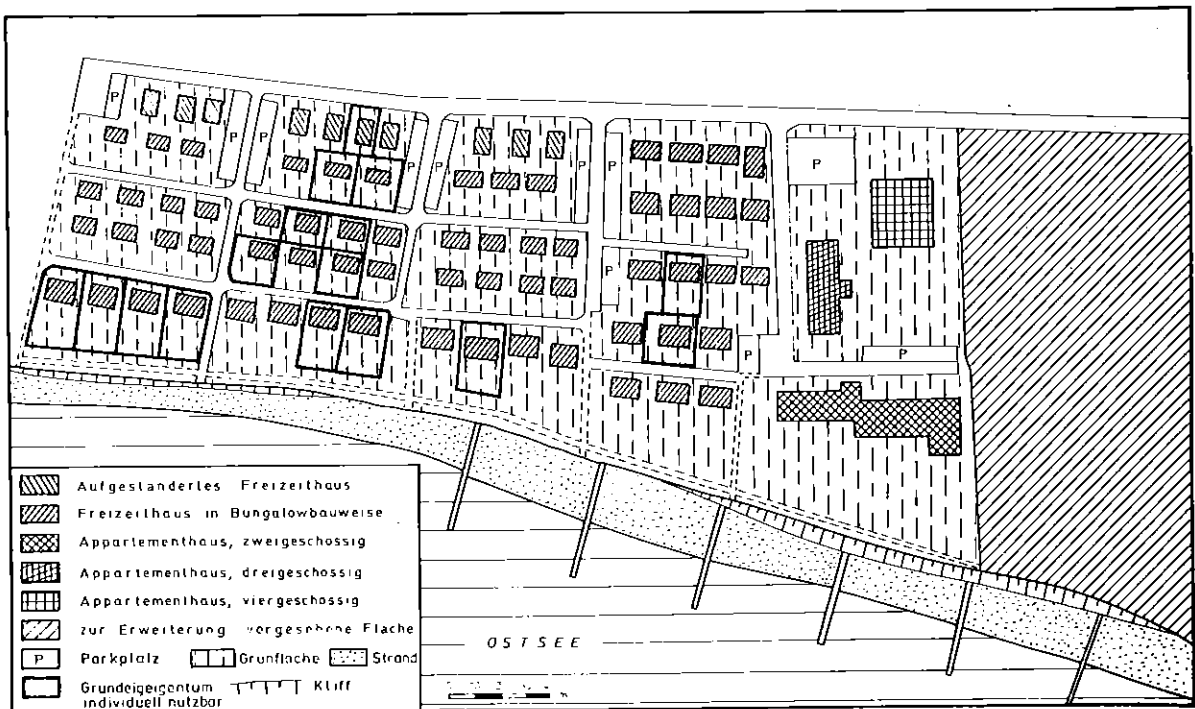 P
P
P
P
P
P
P
P
P
P
P
P
Aufgeständertes Freizeithaus
Freizeithaus in Bungalowbauweise
Appartementhaus, zweigeschossig
Appartementhaus, dreigeschossig
Appartementhaus, viergeschossig
zur Erweiterung vorgesehene Fläche
P Parkplatz Grünfläche Strand
Grundeigentum Kliff
individuell nutzbar
OSTSEE
m